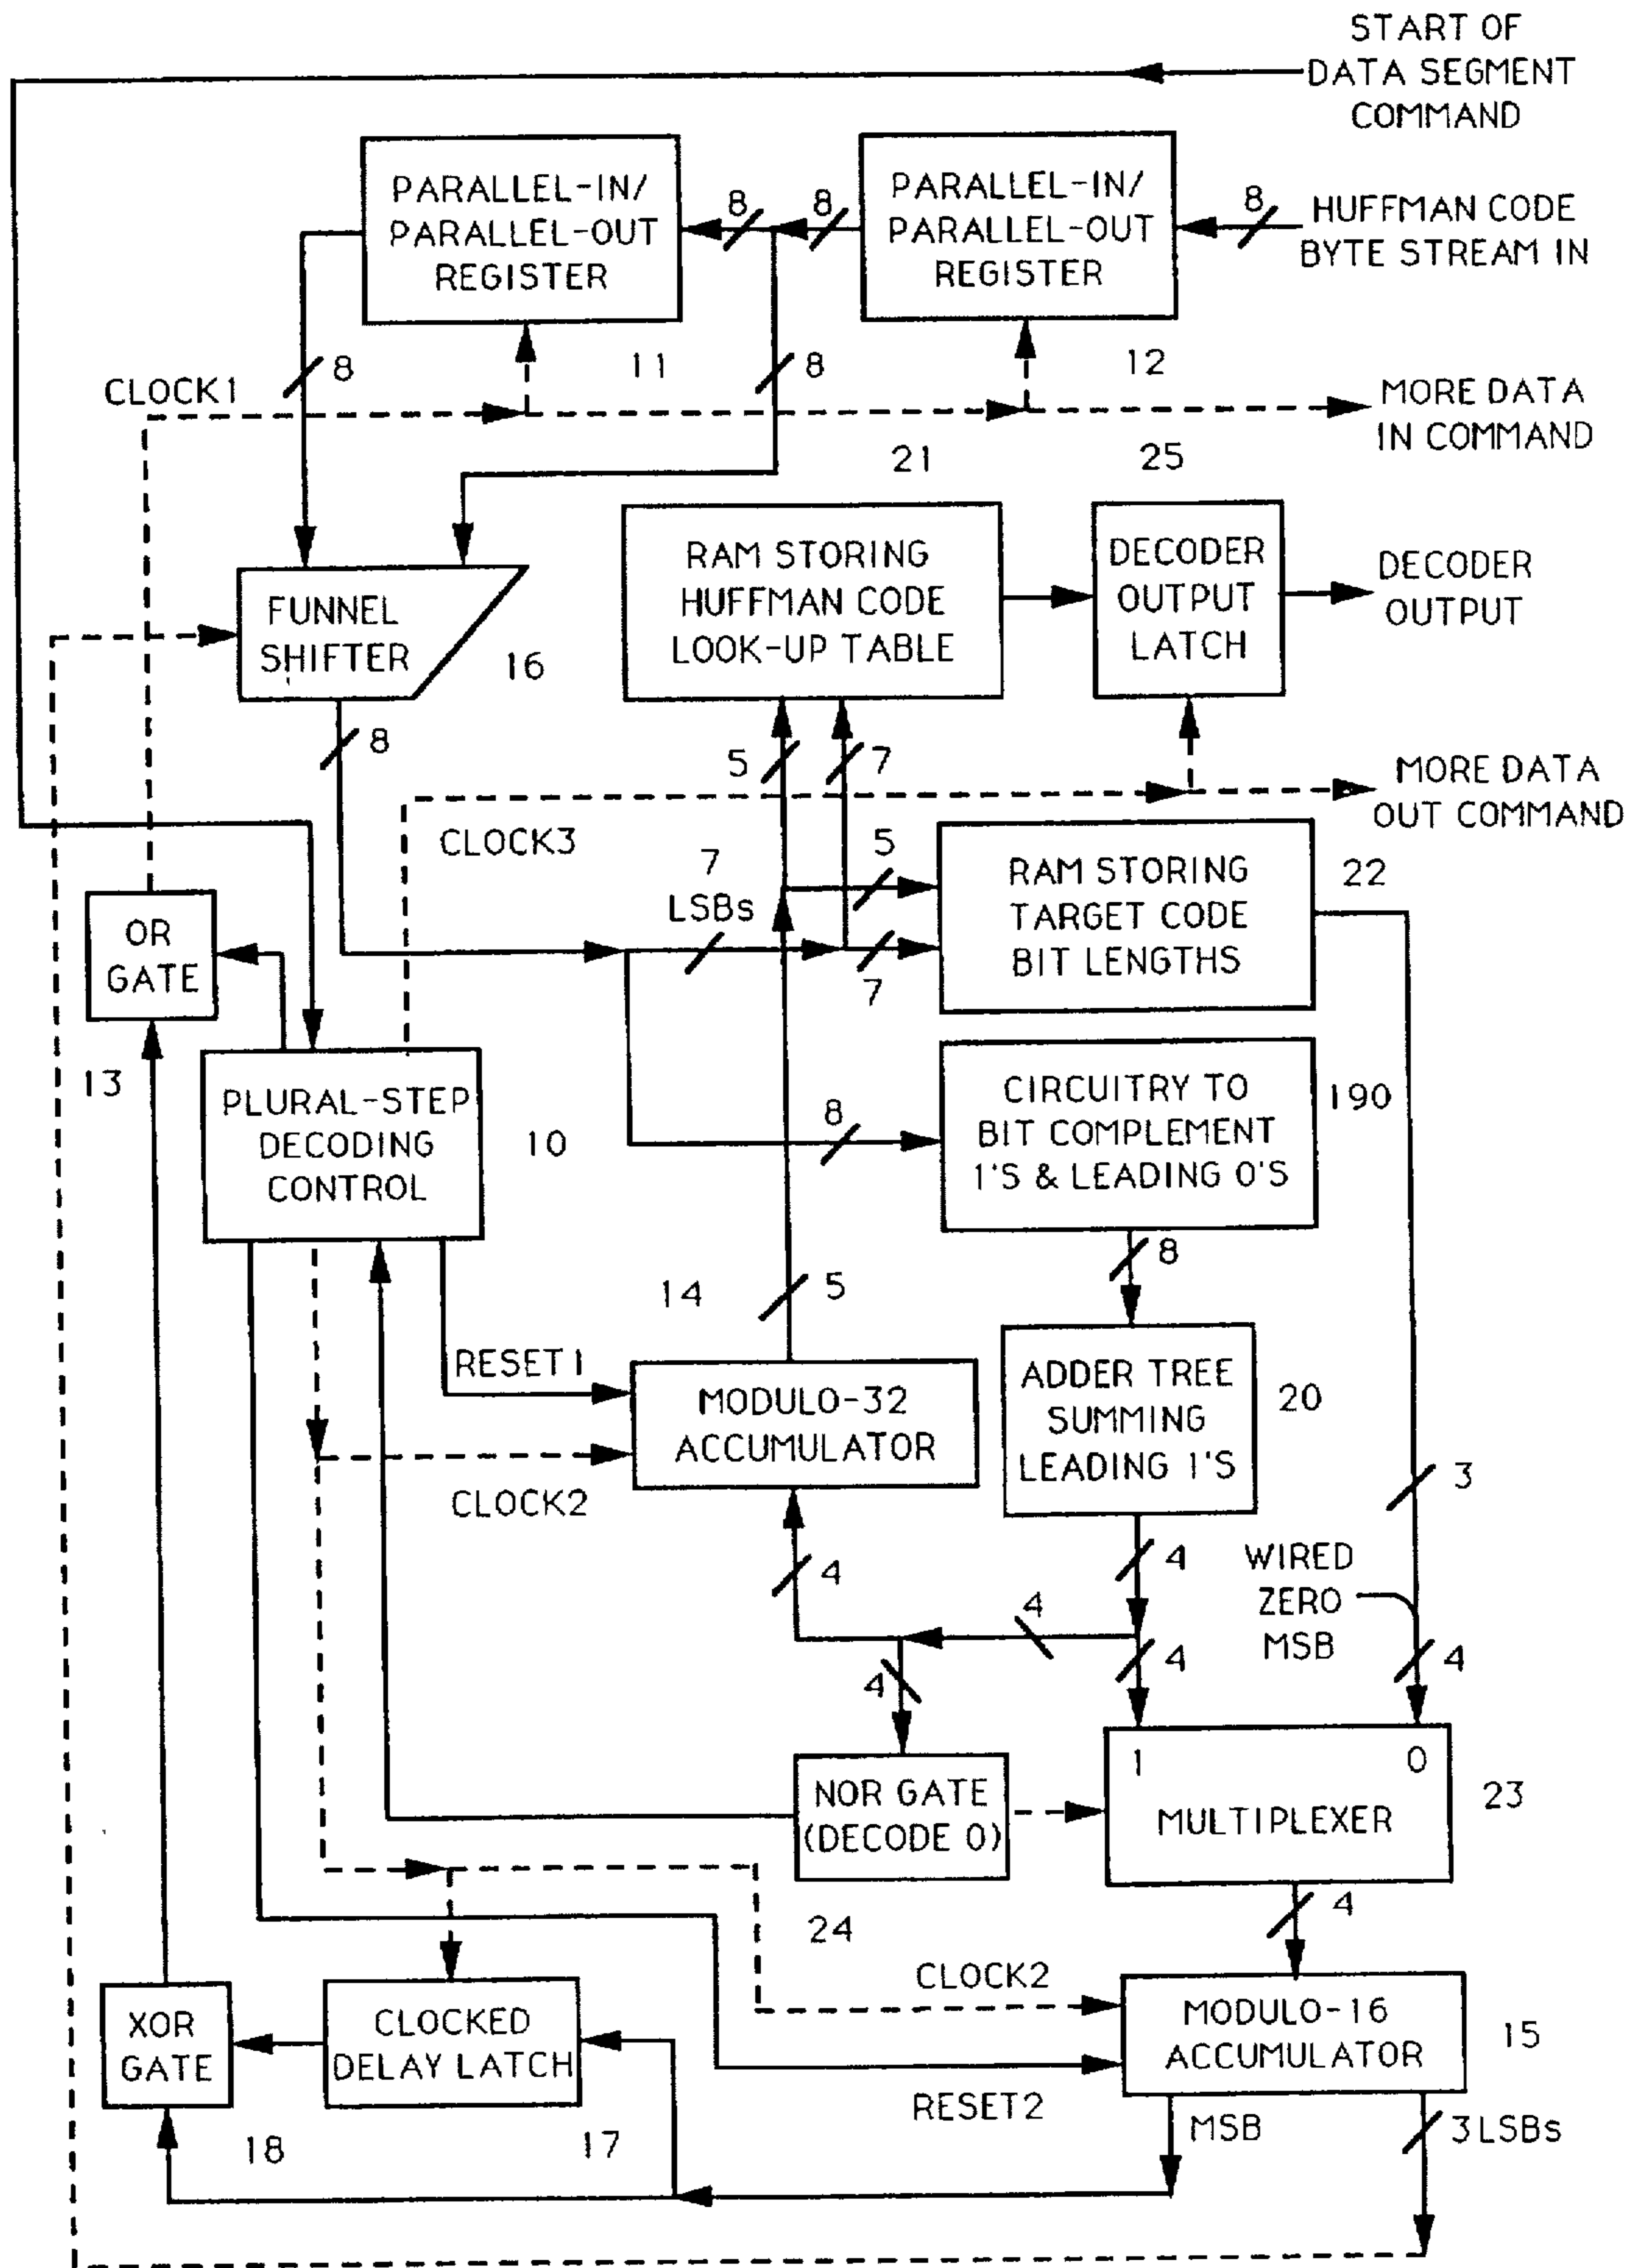 START OF
DATA SEGMENT
COMMAND
PARALLEL-IN/
PARALLEL-OUT
REGISTER
8
8
PARALLEL-IN/
PARALLEL-OUT
REGISTER
8
HUFFMAN CODE
BYTE STREAM IN
8
11
8
12
CLOCK1
MORE DATA
IN COMMAND
21
25
FUNNEL
SHIFTER
16
RAM STORING
HUFFMAN CODE
LOOK-UP TABLE
DECODER
OUTPUT
LATCH
DECODER
OUTPUT
8
5
7
MORE DATA
OUT COMMAND
CLOCK3
7
LSBs
5
7
RAM STORING
TARGET CODE
BIT LENGTHS
22
OR
GATE
13
PLURAL-STEP
DECODING
CONTROL
10
8
CIRCUITRY TO
BIT COMPLEMENT
1'S & LEADING 0'S
190
8
14
5
RESET1
MODULO-32
ACCUMULATOR
ADDER TREE
SUMMING
LEADING 1'S
20
CLOCK2
3
4
4
WIRED
ZERO
MSB
4
4
4
4
NOR GATE
(DECODE 0)
1
0
MULTIPLEXER
23
24
4
CLOCK2
XOR
GATE
CLOCKED
DELAY LATCH
MODULO-16
ACCUMULATOR
15
RESET2
MSB
3 LSBs
18
17